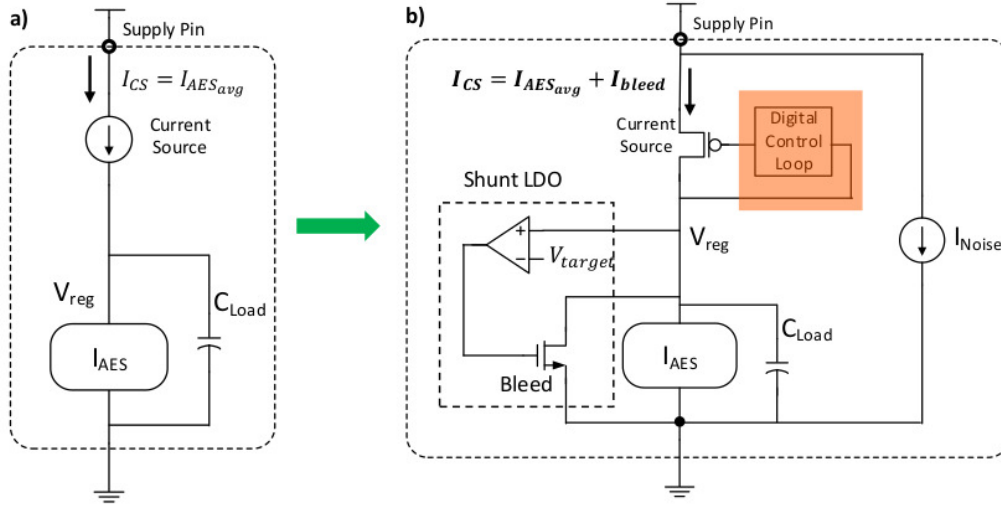 a)
Supply Pin
I_CS = I_AES_avg
Current
Source
V_reg
C_Load
I_AES
b)
Supply Pin
I_CS = I_AES_avg + I_bleed
Current
Source
Digital
Control
Loop
Shunt LDO
+
−
V_target
V_reg
I_Noise
C_Load
I_AES
Bleed